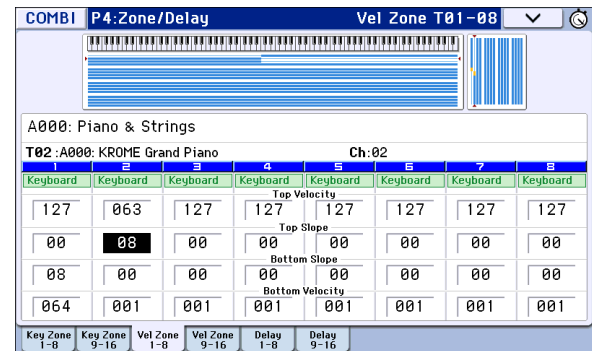 COMBI P4:Zone/Delay Vel Zone T01-08
A000: Piano & Strings
T02 :A000: KROME Grand Piano Ch:02
1 2 3 4 5 6 7 8
Keyboard Keyboard Keyboard Keyboard Keyboard Keyboard Keyboard Keyboard
Top Velocity
127 063 127 127 127 127 127 127
Top Slope
00 08 00 00 00 00 00 00
Bottom Slope
08 00 00 00 00 00 00 00
Bottom Velocity
064 001 001 001 001 001 001 001
Key Zone 1-8 Key Zone 9-16 Vel Zone 1-8 Vel Zone 9-16 Delay 1-8 Delay 9-16